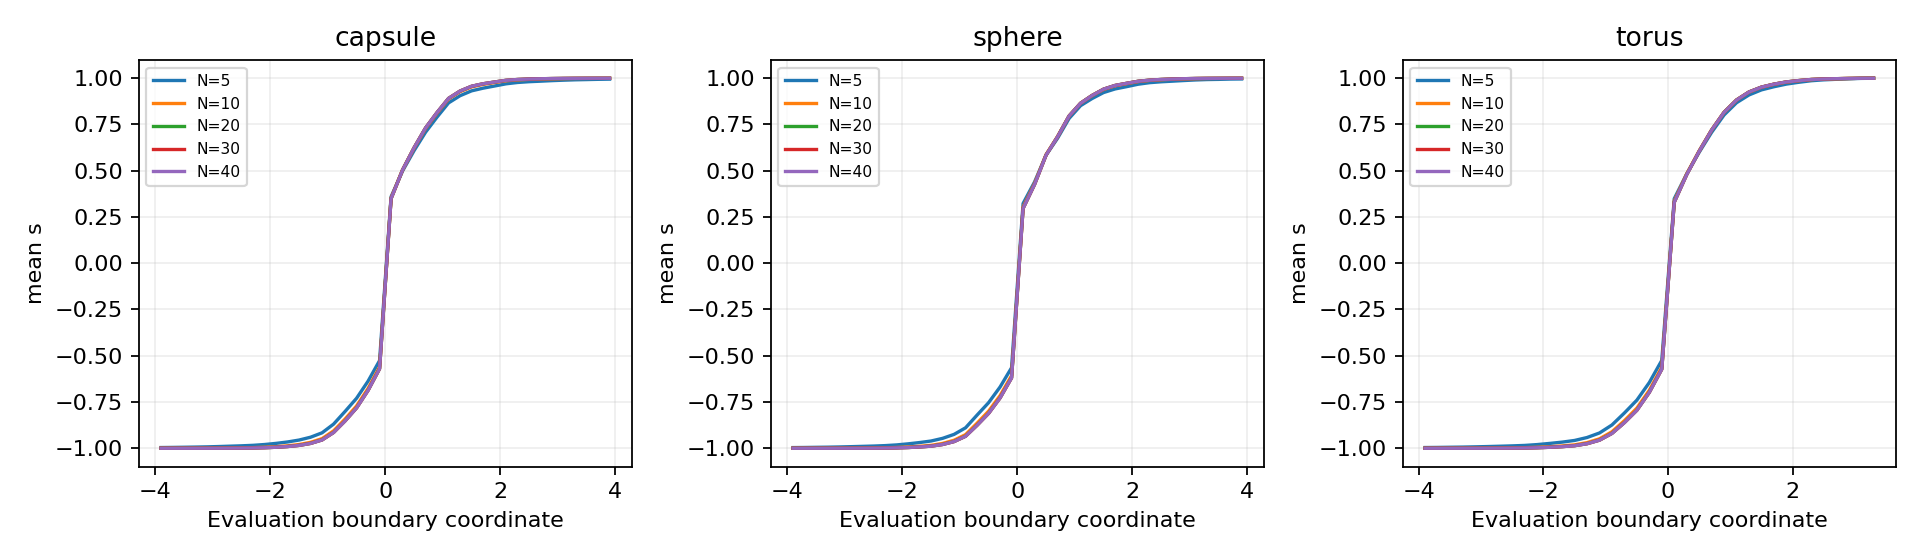 capsule
1.00
0.75
0.50
0.25
0.00
−0.25
−0.50
−0.75
−1.00
mean s
N=5
N=10
N=20
N=30
N=40
−4
−2
0
2
4
Evaluation boundary coordinate
sphere
1.00
0.75
0.50
0.25
0.00
−0.25
−0.50
−0.75
−1.00
mean s
N=5
N=10
N=20
N=30
N=40
−4
−2
0
2
4
Evaluation boundary coordinate
torus
1.00
0.75
0.50
0.25
0.00
−0.25
−0.50
−0.75
−1.00
mean s
N=5
N=10
N=20
N=30
N=40
−4
−2
0
2
Evaluation boundary coordinate